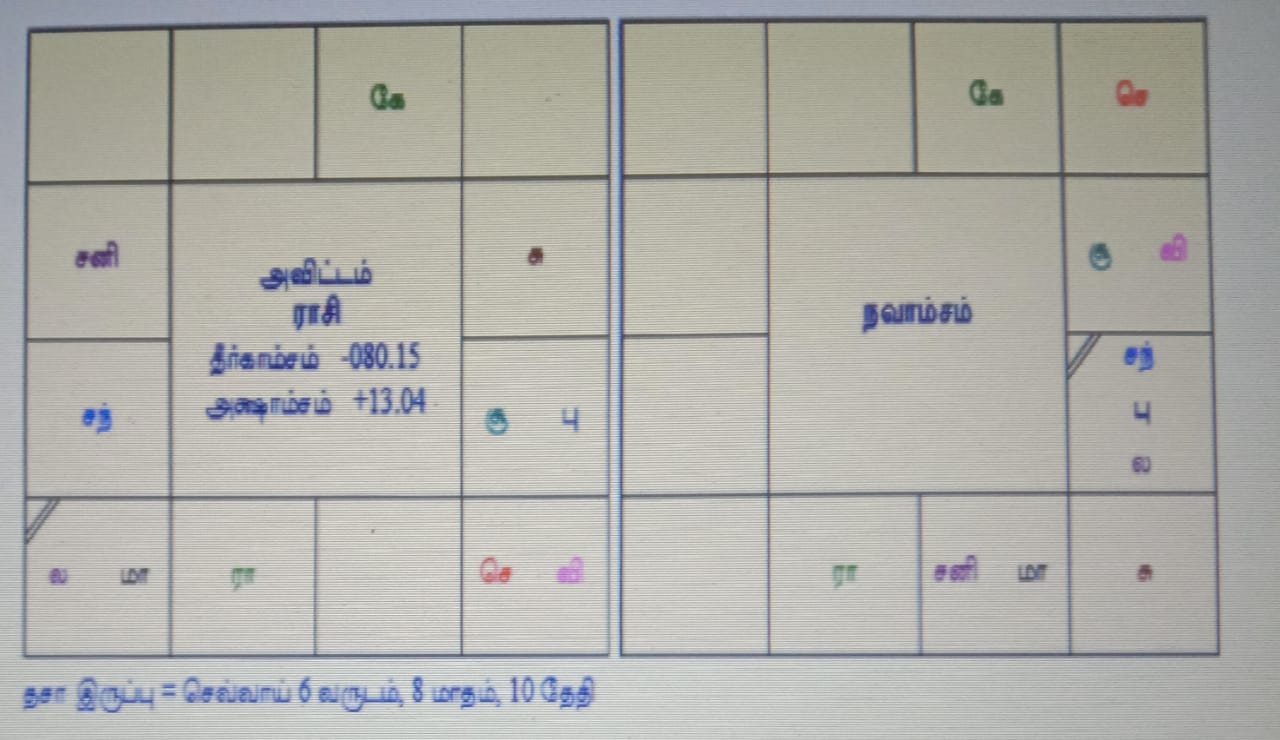 கே
கே செ
சனி
அவிட்டம்
சு
கு வி
ராசி
நவாம்சம்
தீர்காம்சம் -080.15
அக்ஷாம்சம் +13.04
சந்
கு பு
சந்
பு
ல
ல மா ரா செ வி
ரா சனி மா சு
தசா இருப்பு = செவ்வாய் 6 வருடம், 8 மாதம், 10 தேதி